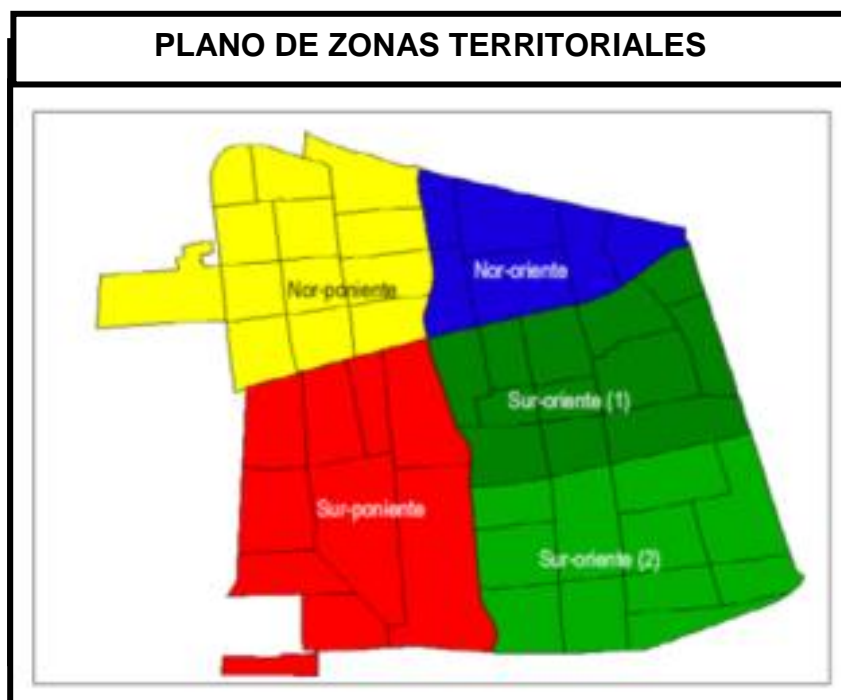 PLANO DE ZONAS TERRITORIALES
Nor-oriente
Nor-poniente
Sur-oriente (1)
Sur-poniente
Sur-oriente (2)